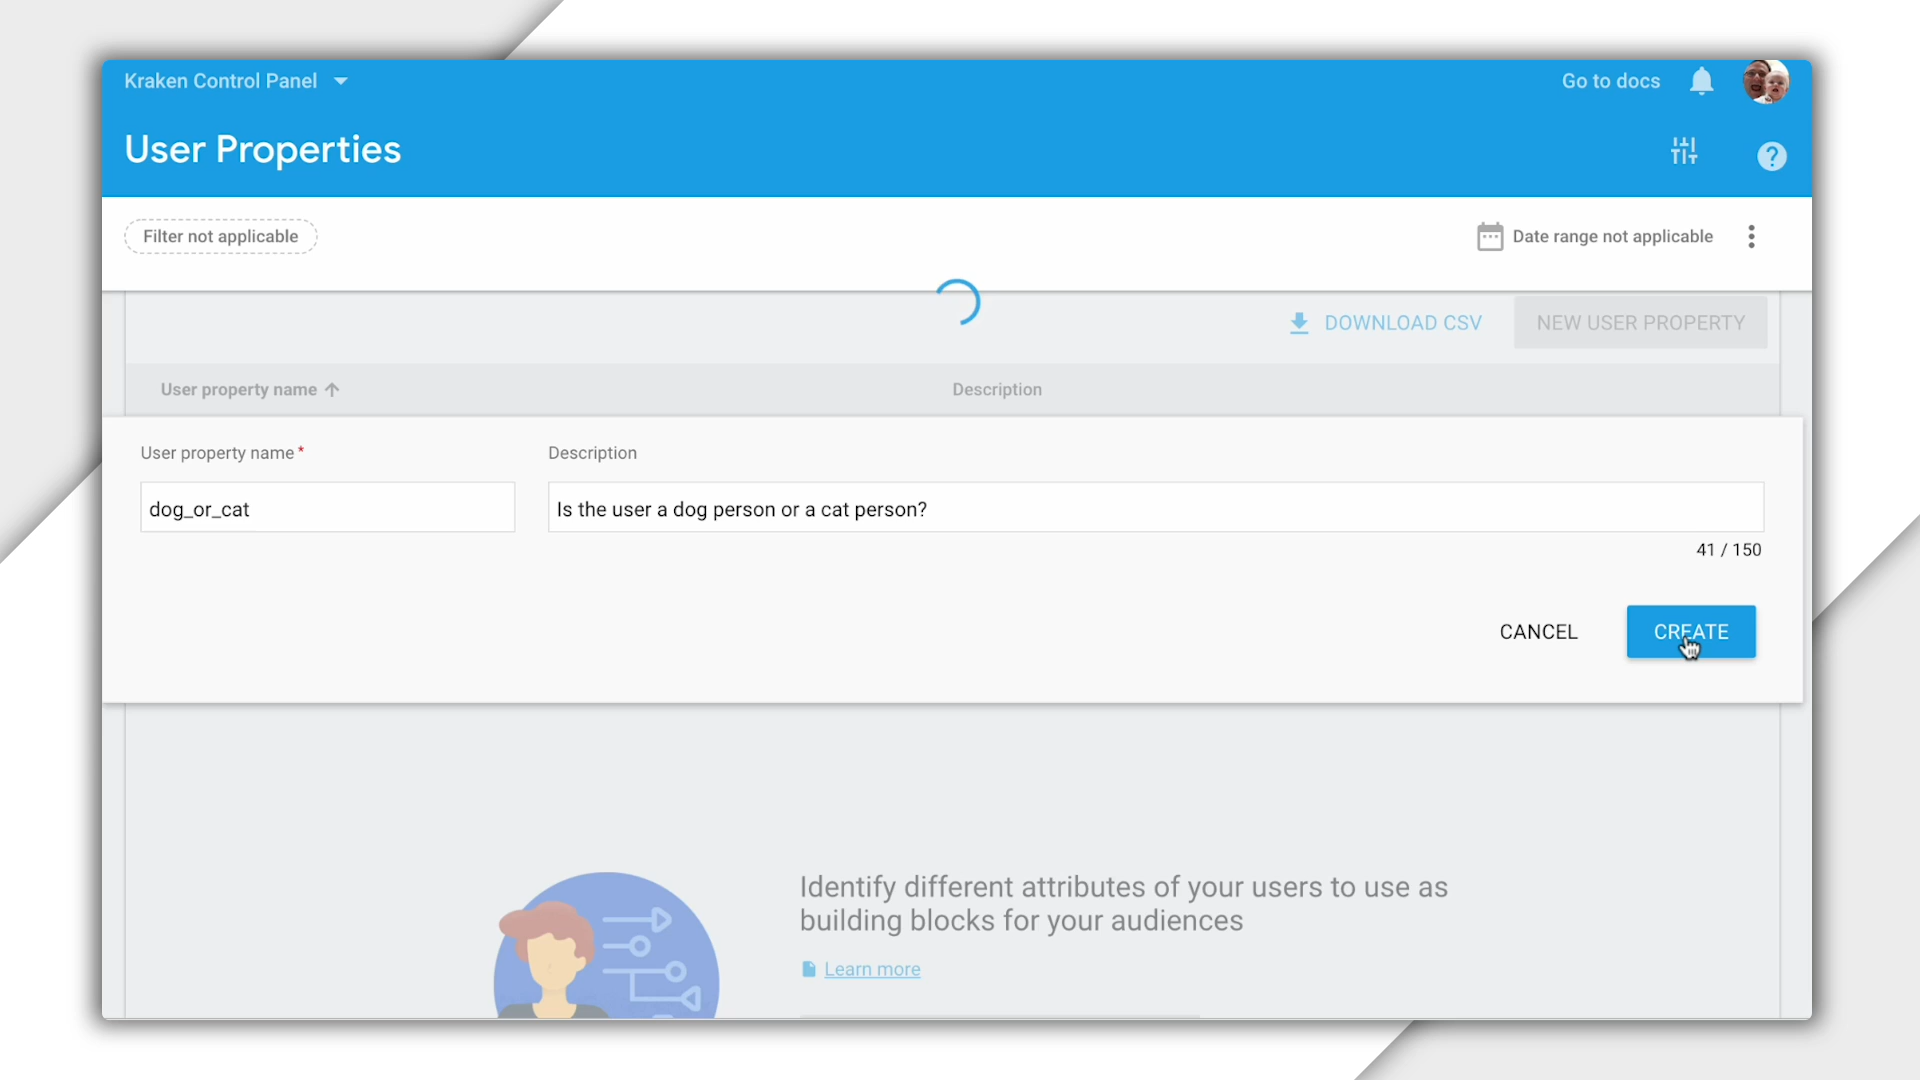 Kraken Control Panel
Go to docs
User Properties
?
Filter not applicable
Date range not applicable
DOWNLOAD CSV
NEW USER PROPERTY
User property name
Description
User property name*
Description
dog_or_cat
Is the user a dog person or a cat person?
41 / 150
CANCEL
CREATE
Identify different attributes of your users to use as
building blocks for your audiences
Learn more